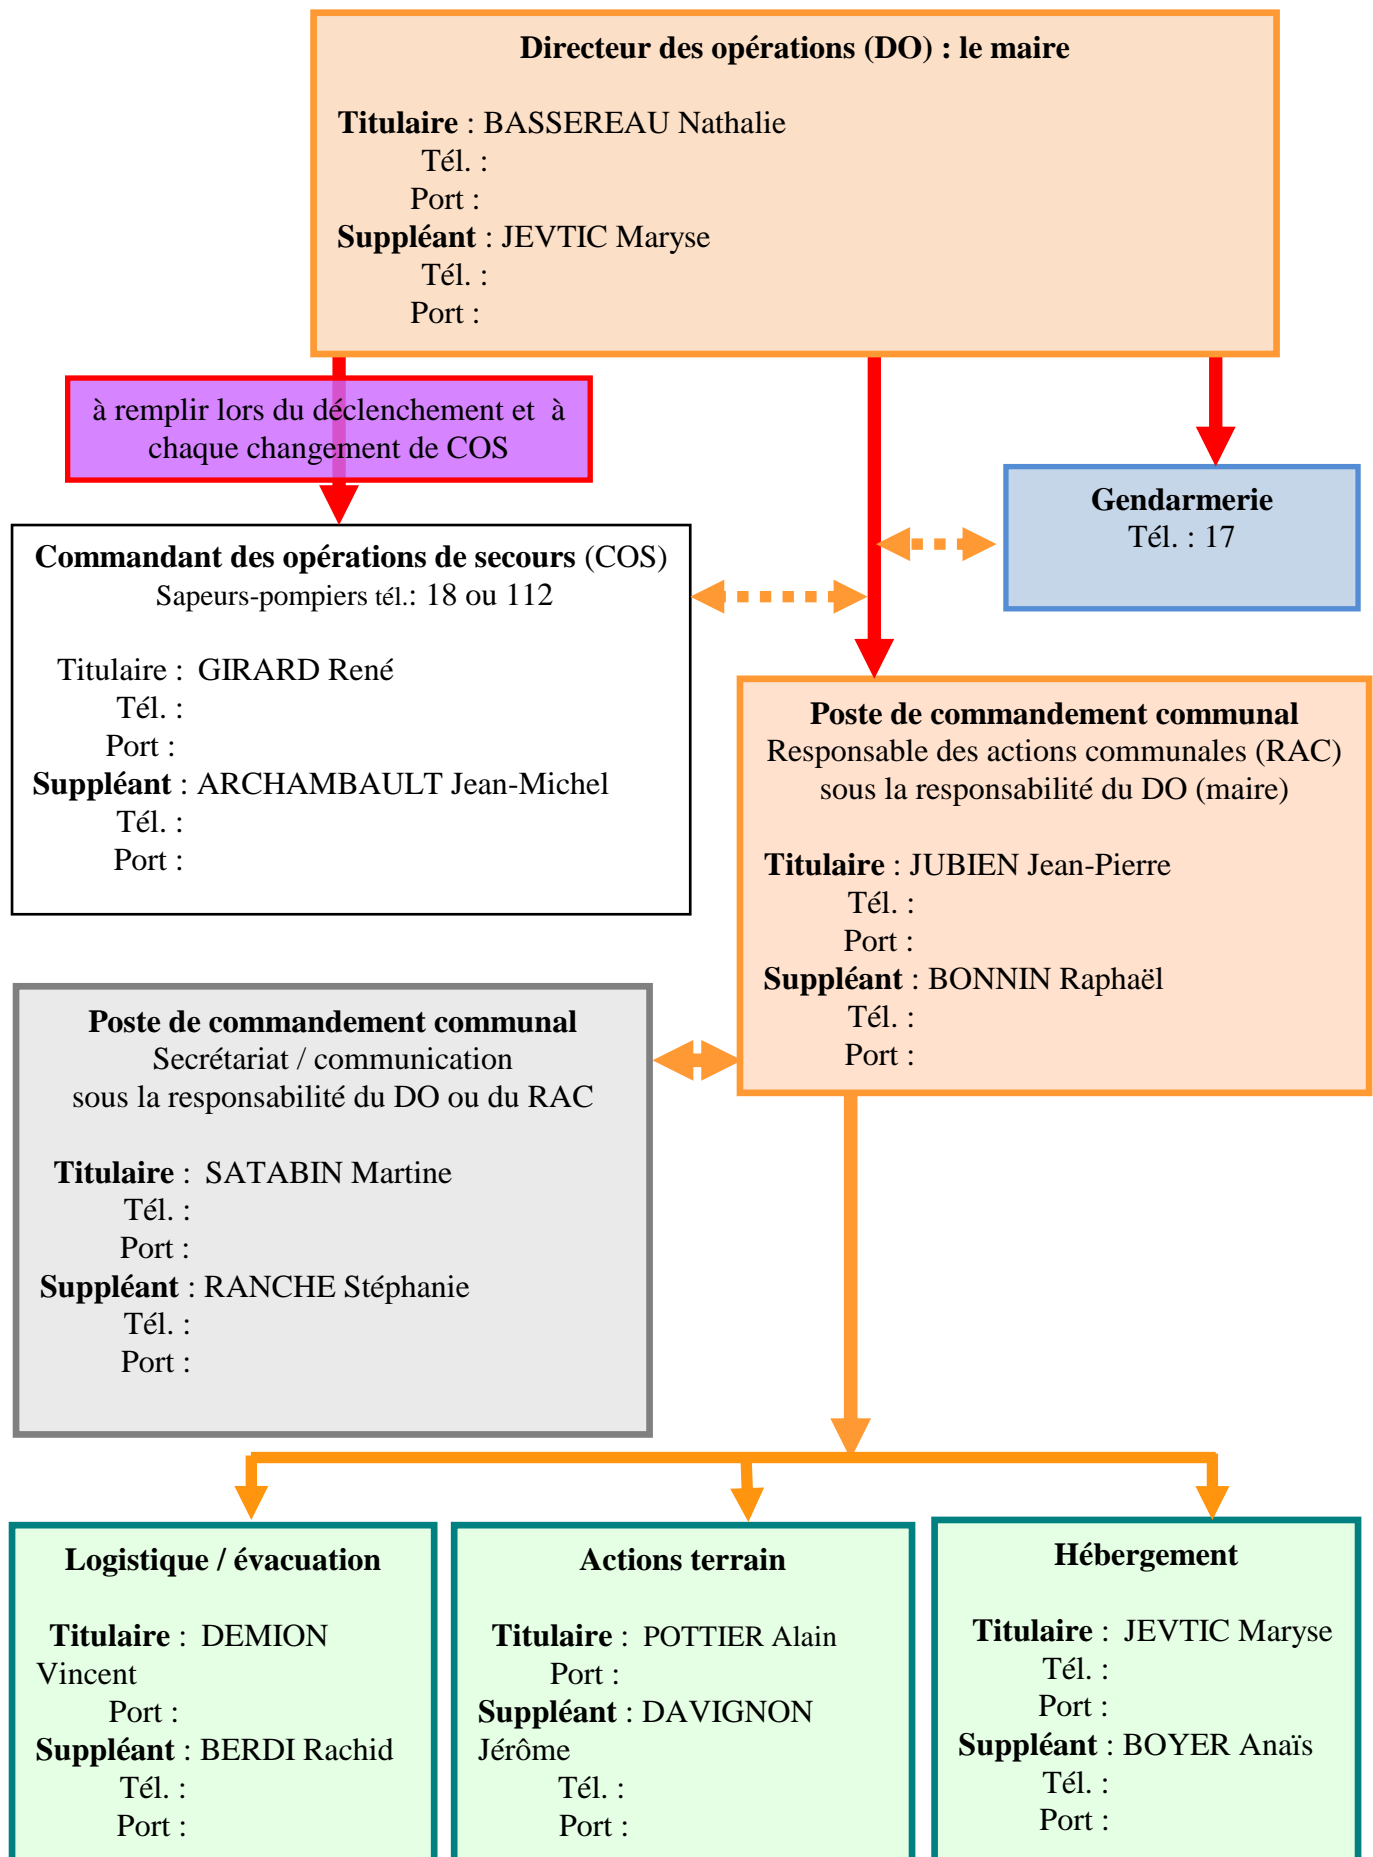 Directeur des opérations (DO) : le maire
Titulaire : BASSEREAU Nathalie
Tél. :
Port :
Suppléant : JEVTIC Maryse
Tél. :
Port :
à remplir lors du déclenchement et à
chaque changement de COS
Gendarmerie
Tél. : 17
Commandant des opérations de secours (COS)
Sapeurs-pompiers tél.: 18 ou 112
Titulaire : GIRARD René
Tél. :
Port :
Suppléant : ARCHAMBAULT Jean-Michel
Tél. :
Port :
Poste de commandement communal
Responsable des actions communales (RAC)
sous la responsabilité du DO (maire)
Titulaire : JUBIEN Jean-Pierre
Tél. :
Port :
Suppléant : BONNIN Raphaël
Tél. :
Port :
Poste de commandement communal
Secrétariat / communication
sous la responsabilité du DO ou du RAC
Titulaire : SATABIN Martine
Tél. :
Port :
Suppléant : RANCHE Stéphanie
Tél. :
Port :
Logistique / évacuation
Titulaire : DEMION
Vincent
Port :
Suppléant : BERDI Rachid
Tél. :
Port :
Actions terrain
Titulaire : POTTIER Alain
Port :
Suppléant : DAVIGNON
Jérôme
Tél. :
Port :
Hébergement
Titulaire : JEVTIC Maryse
Tél. :
Port :
Suppléant : BOYER Anaïs
Tél. :
Port :